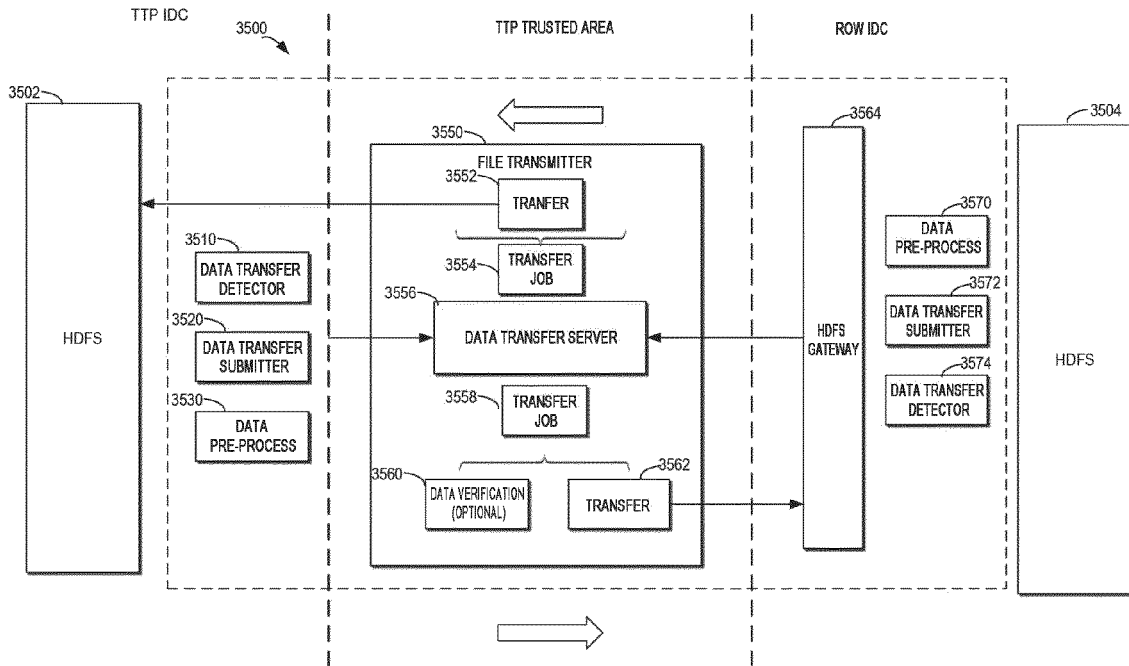 TTP IDC
3500
TTP TRUSTED AREA
ROW IDC
3502
HDFS
3510
DATA TRANSFER
DETECTOR
3520
DATA TRANSFER
SUBMITTER
3530
DATA
PRE-PROCESS
3550
FILE TRANSMITTER
3552
TRANFER
3554
TRANSFER
JOB
3556
DATA TRANSFER SERVER
3558
TRANSFER
JOB
3560
DATA VERIFICATION
(OPTIONAL)
3562
TRANSFER
3564
HDFS
GATEWAY
3570
DATA
PRE-PROCESS
3572
DATA TRANSFER
SUBMITTER
3574
DATA TRANSFER
DETECTOR
3504
HDFS